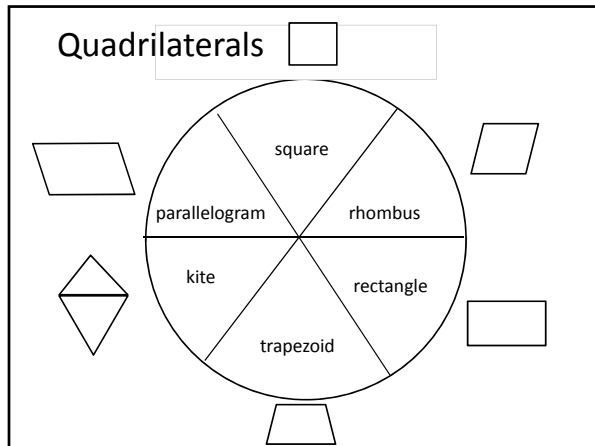 Quadrilaterals
square
parallelogram
rhombus
kite
rectangle
trapezoid